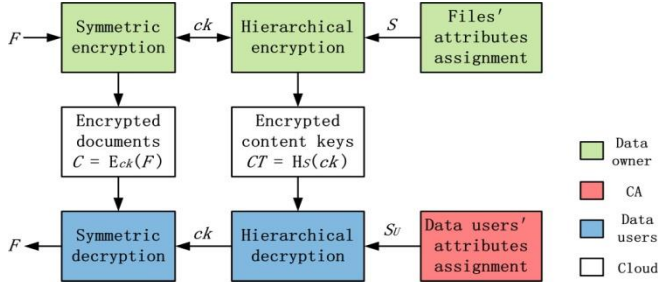 F
Symmetric
encryption
ck
Hierarchical
encryption
S
Files'
attributes
assignment
Encrypted
documents
C = Eck(F)
Encrypted
content keys
CT = HS(ck)
F
Symmetric
decryption
ck
Hierarchical
decryption
SU
Data users'
attributes
assignment
Data
owner
CA
Data
users
Cloud